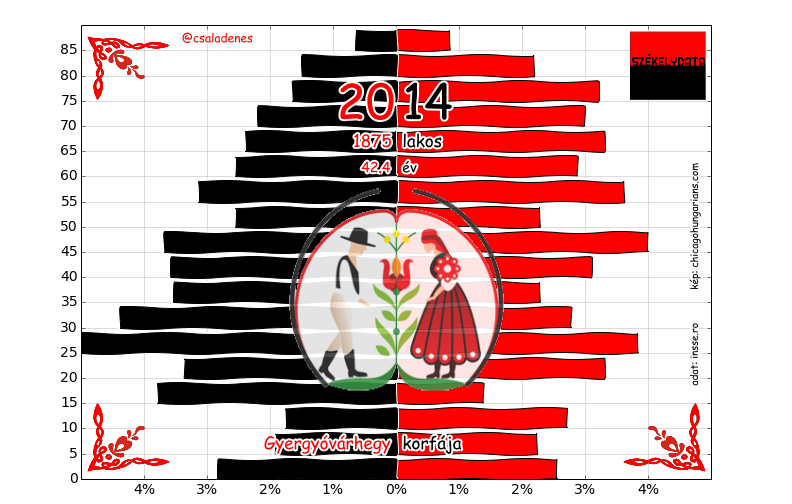 @csaladenes
SZÉKELYDATA
2014
1875 lakos
42,4 év
kép: chicagohungarians.com
adat: insse.ro
Gyergyóvárhegy korfája
85
80
75
70
65
60
55
50
45
40
35
30
25
20
15
10
5
0
4% 3% 2% 1% 0% 1% 2% 3% 4%